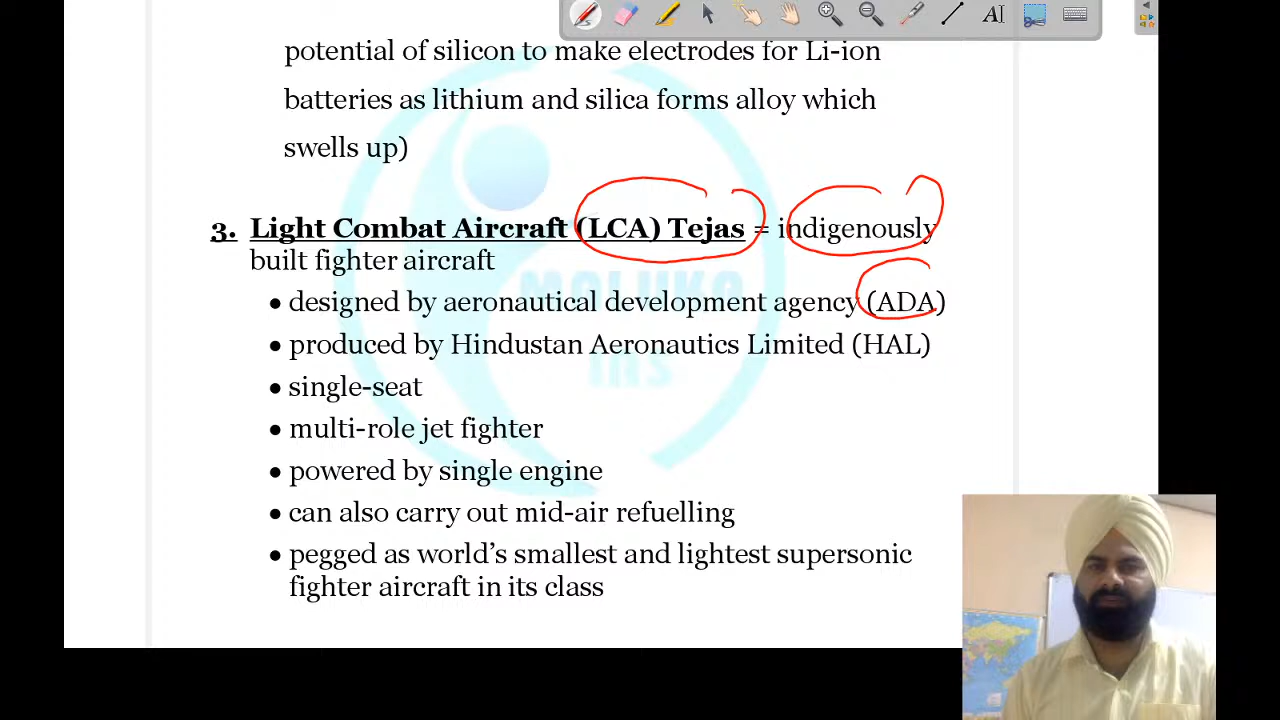 potential of silicon to make electrodes for Li-ion
batteries as lithium and silica forms alloy which
swells up)
3. Light Combat Aircraft (LCA) Tejas = indigenously
built fighter aircraft
• designed by aeronautical development agency (ADA)
• produced by Hindustan Aeronautics Limited (HAL)
• single-seat
• multi-role jet fighter
• powered by single engine
• can also carry out mid-air refuelling
• pegged as world's smallest and lightest supersonic
fighter aircraft in its class
MALUKA
IAS